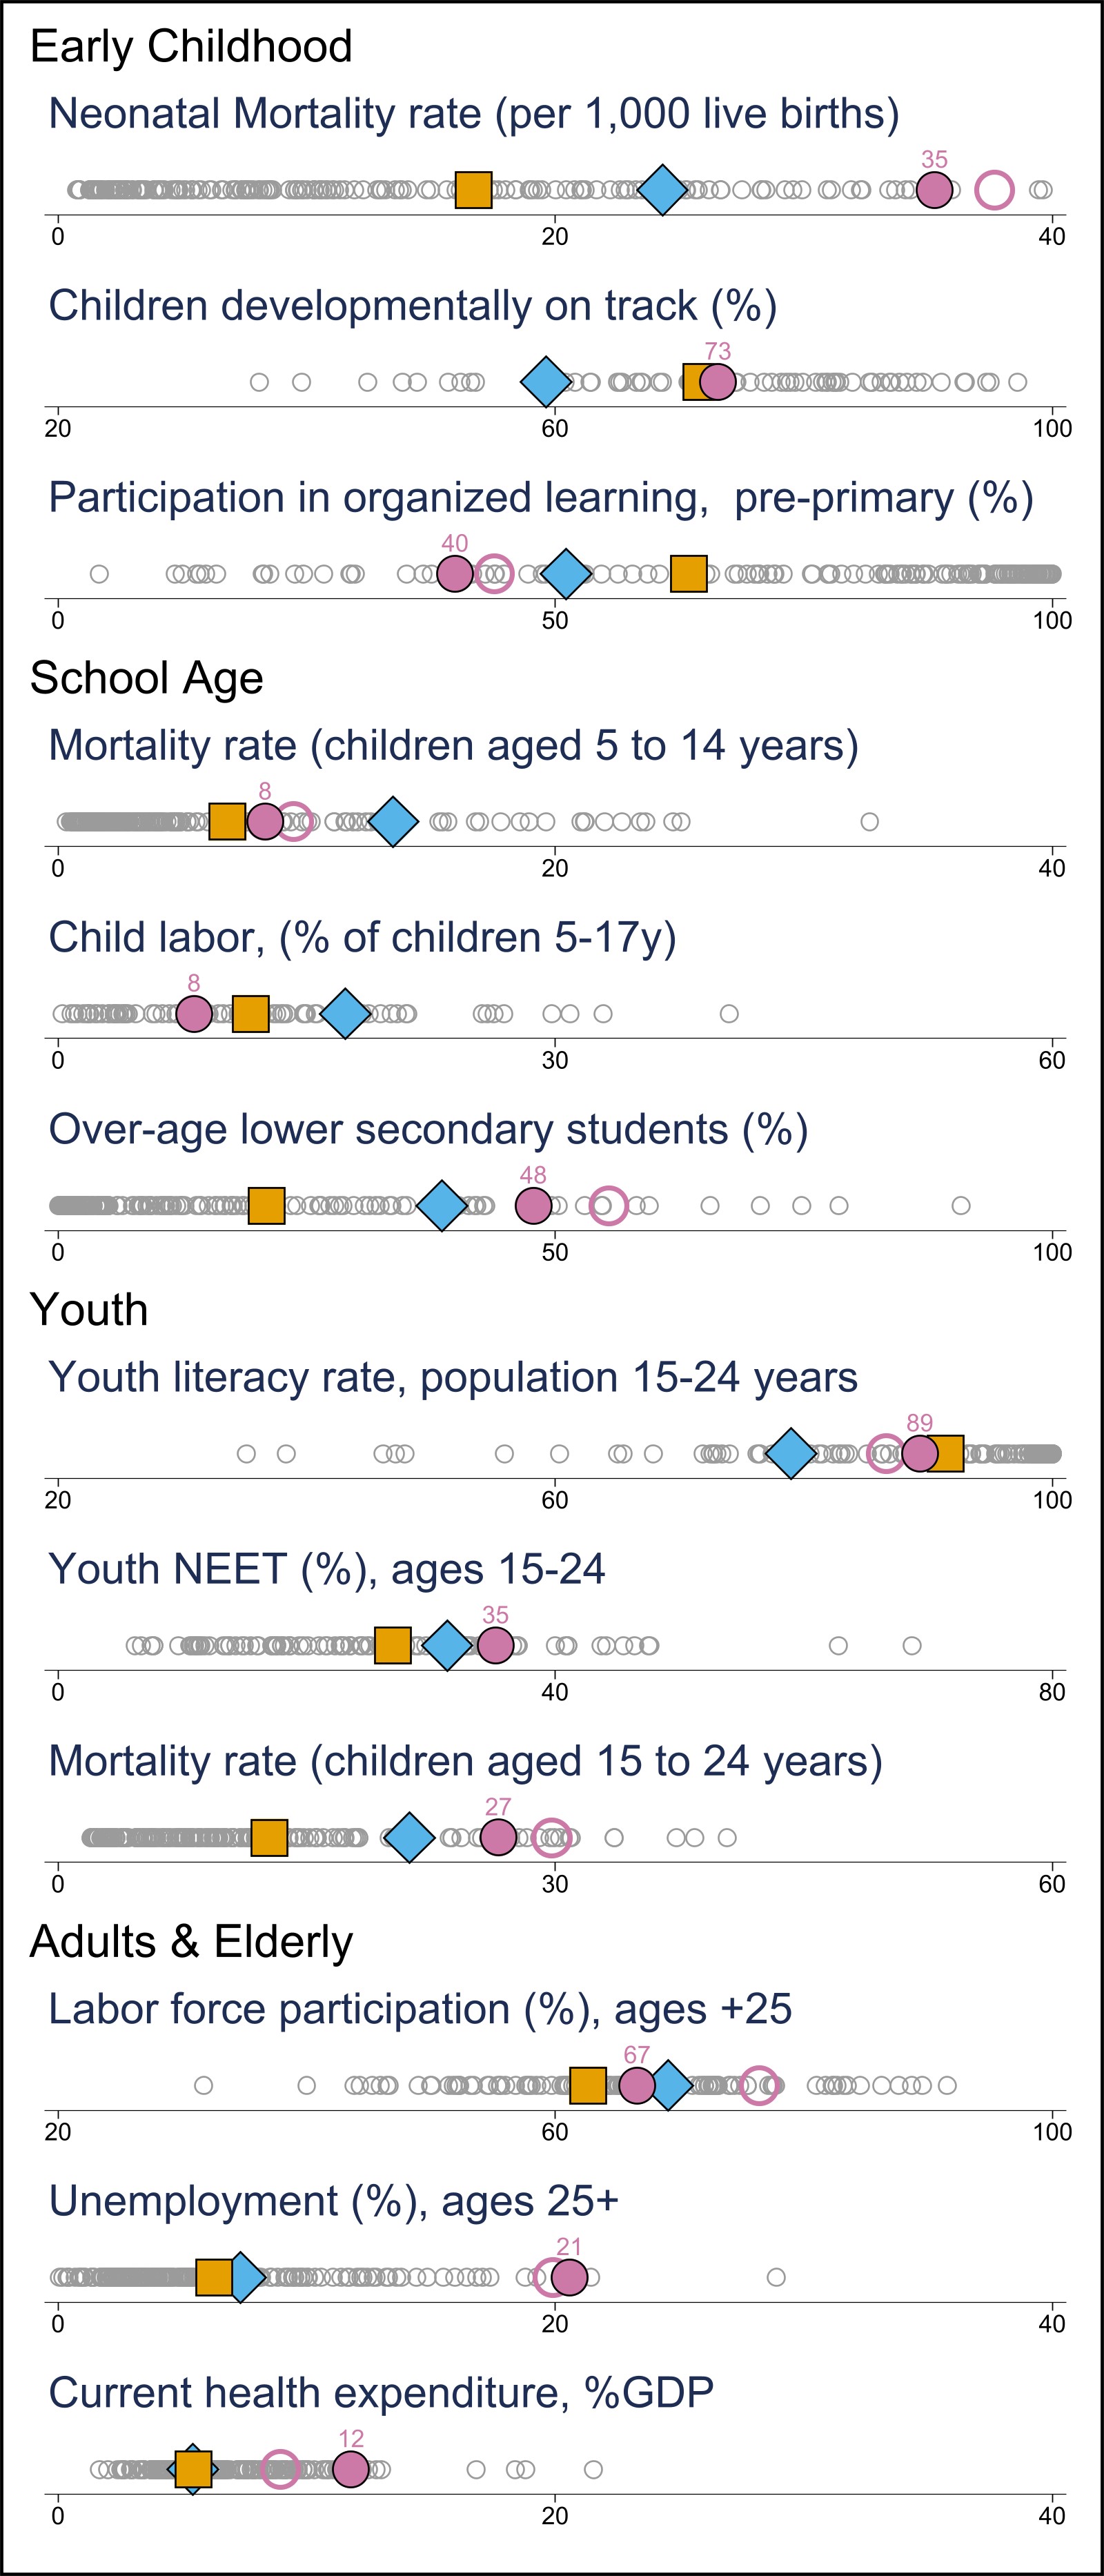 Early Childhood
Neonatal Mortality rate (per 1,000 live births)
35
0 20 40
Children developmentally on track (%)
73
20 60 100
Participation in organized learning,  pre-primary (%)
40
0 50 100
School Age
Mortality rate (children aged 5 to 14 years)
8
0 20 40
Child labor, (% of children 5-17y)
8
0 30 60
Over-age lower secondary students (%)
48
0 50 100
Youth
Youth literacy rate, population 15-24 years
89
20 60 100
Youth NEET (%), ages 15-24
35
0 40 80
Mortality rate (children aged 15 to 24 years)
27
0 30 60
Adults & Elderly
Labor force participation (%), ages +25
67
20 60 100
Unemployment (%), ages 25+
21
0 20 40
Current health expenditure, %GDP
12
0 20 40